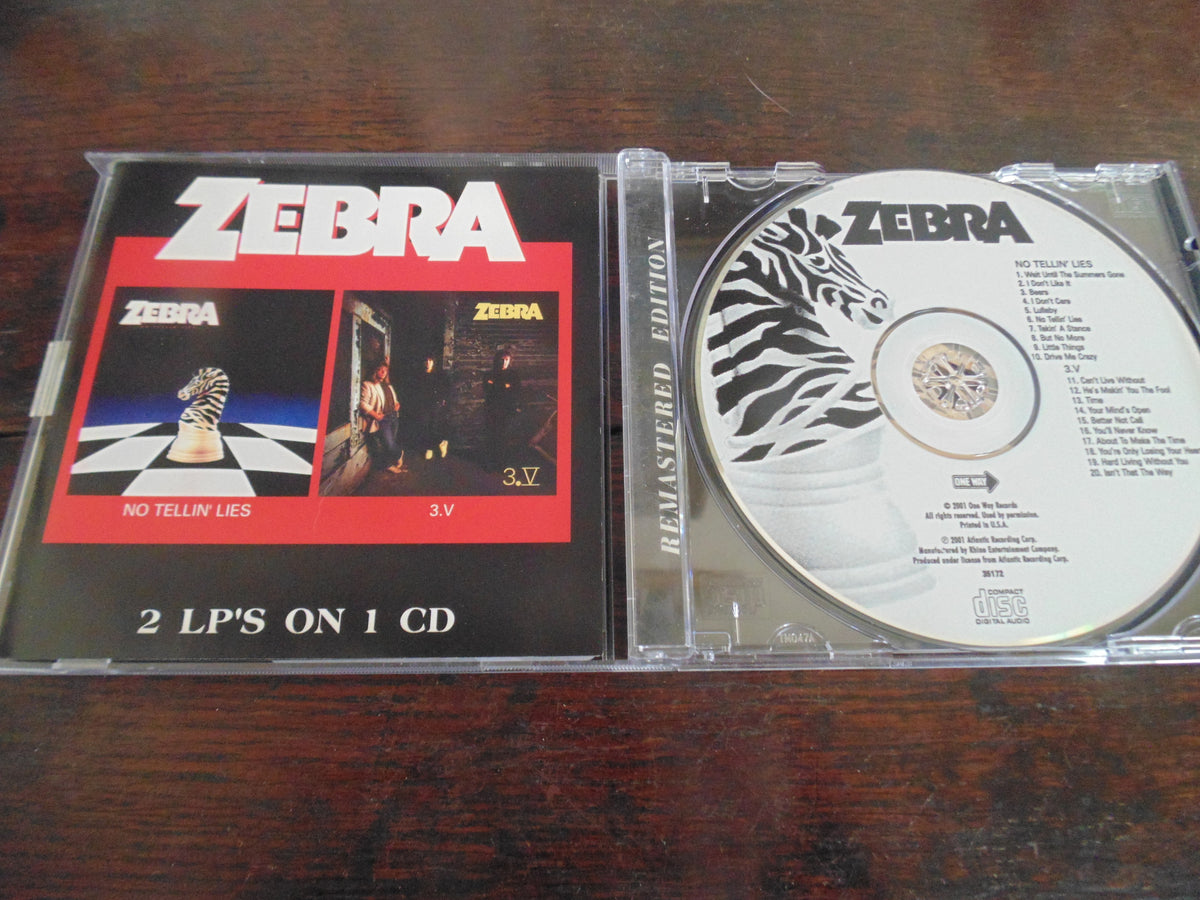 ZEBRA
ZEBRA
ZEBRA
3.V
NO TELLIN' LIES
3.V
2 LP'S ON 1 CD
REMASTERED EDITION
ZEBRA
NO TELLIN' LIES
1. Wait Until The Summers Gone
2. I Don't Like It
3. Bears
4. I Don't Care
5. Lullaby
6. No Tellin' Lies
7. Takin' A Stance
8. But No More
9. Little Things
10. Drive Me Crazy
3.V
11. Can't Live Without
12. He's Makin' You The Fool
13. Time
14. Your Mind's Open
15. Better Not Call
16. You'll Never Know
17. About To Make The Time
18. You're Only Losing Your Heart
19. Hard Living Without You
20. Isn't That The Way
ONE WAY
© 2001 One Way Records
All rights reserved. Used by permission.
Printed in U.S.A.
℗ 2001 Atlantic Recording Corp.
Manufactured by Rhino Entertainment Company.
Produced under license from Atlantic Recording Corp.
35172
COMPACT
disc
DIGITAL AUDIO